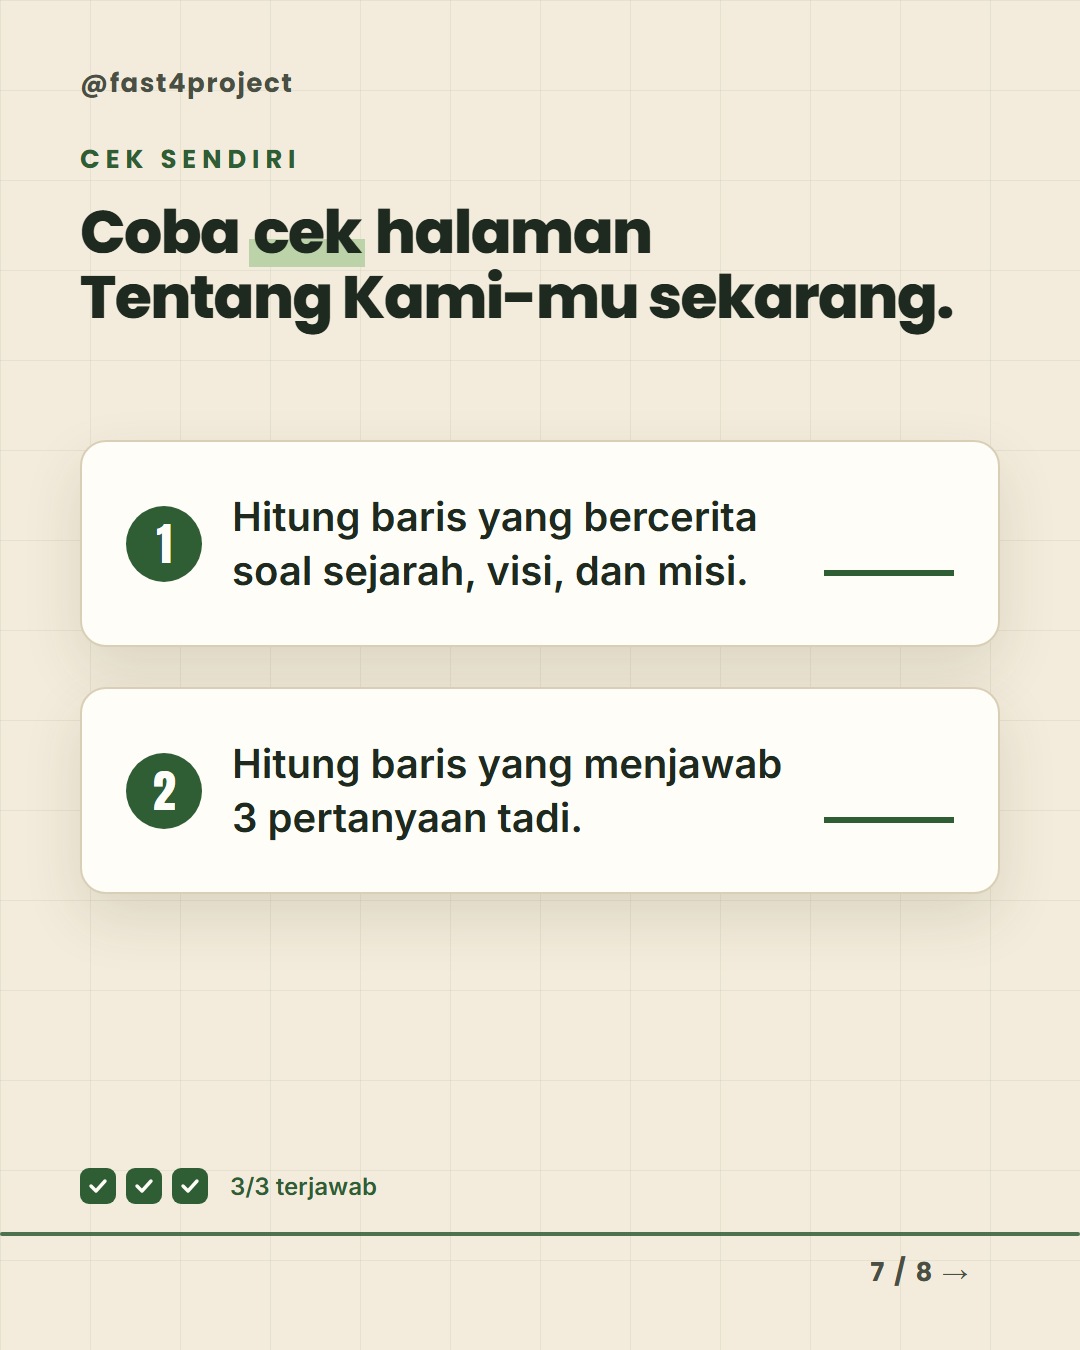 @fast4project
CEK SENDIRI
Coba cek halaman
Tentang Kami-mu sekarang.
1
Hitung baris yang bercerita
soal sejarah, visi, dan misi.
2
Hitung baris yang menjawab
3 pertanyaan tadi.
3/3 terjawab
7 / 8 →